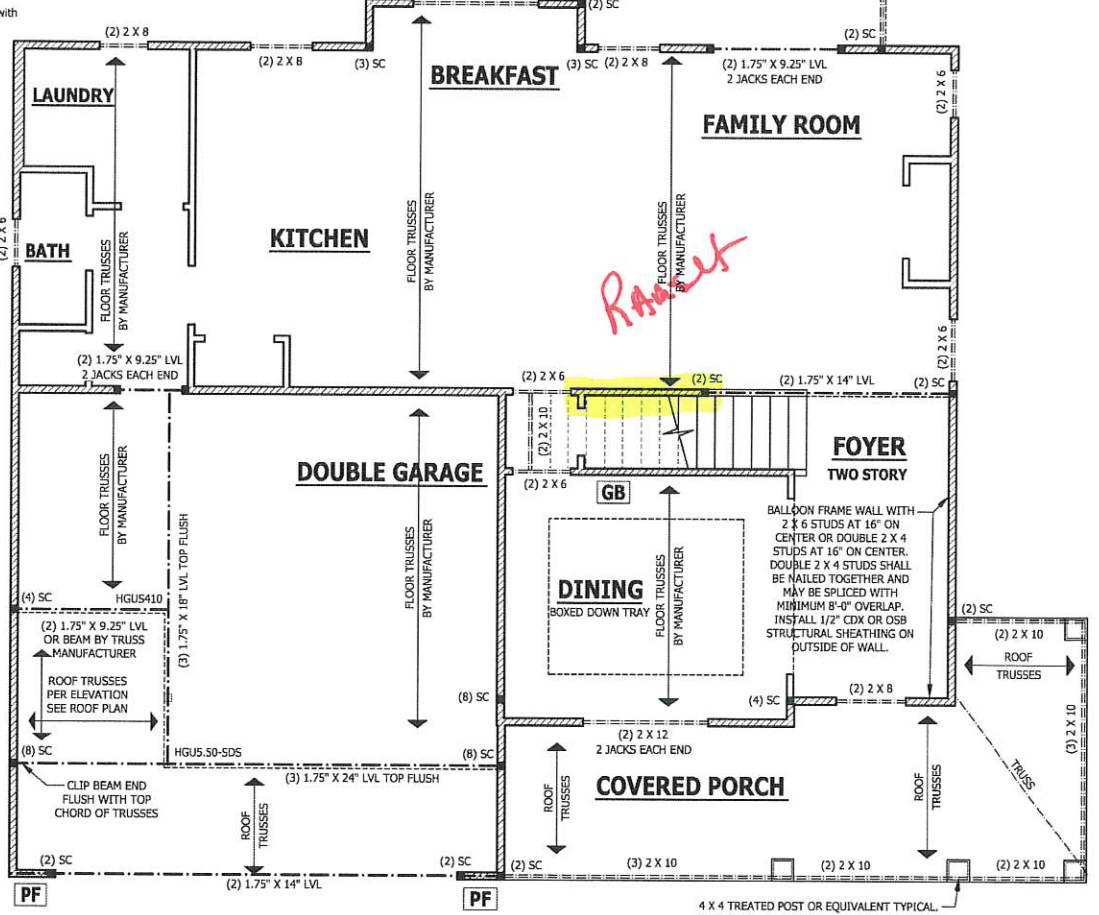 with
(2) SC
(2) 2 X 8
(2) 2 X 8
(3) SC
(3) SC
(2) 2 X 8
(2) 1.75" X 9.25" LVL
2 JACKS EACH END
(2) SC
(2) 2 X 6
LAUNDRY
BREAKFAST
FAMILY ROOM
KITCHEN
BATH
(2) 2 X 6
FLOOR TRUSSES
BY MANUFACTURER
FLOOR TRUSSES
BY MANUFACTURER
FLOOR TRUSSES
BY MANUFACTURER
Ramset
(2) 2 X 6
(2) 1.75" X 9.25" LVL
2 JACKS EACH END
(2) 2 X 6
(2) SC
(2) 1.75" X 14" LVL
(2) SC
(2) 2 X 10
(2) 2 X 6
GB
FOYER
TWO STORY
DOUBLE GARAGE
FLOOR TRUSSES
BY MANUFACTURER
FLOOR TRUSSES
BY MANUFACTURER
FLOOR TRUSSES
BY MANUFACTURER
(3) 1.75" X 18" LVL TOP FLUSH
BALLOON FRAME WALL WITH
2 X 6 STUDS AT 16" ON
CENTER OR DOUBLE 2 X 4
STUDS AT 16" ON CENTER.
DOUBLE 2 X 4 STUDS SHALL
BE NAILED TOGETHER AND
MAY BE SPLICED WITH
MINIMUM 8'-0" OVERLAP.
INSTALL 1/2" CDX OR OSB
STRUCTURAL SHEATHING ON
OUTSIDE OF WALL.
DINING
BOXED DOWN TRAY
(4) SC
HGUS410
(2) 1.75" X 9.25" LVL
OR BEAM BY TRUSS
MANUFACTURER
ROOF TRUSSES
PER ELEVATION
SEE ROOF PLAN
(8) SC
HGU5.50-SDS
(8) SC
(8) SC
(3) 1.75" X 24" LVL TOP FLUSH
CLIP BEAM END
FLUSH WITH TOP
CHORD OF TRUSSES
ROOF
TRUSSES
(2) SC
(2) SC
(2) 1.75" X 14" LVL
PF
PF
(4) SC
(2) 2 X 8
(2) 2 X 12
2 JACKS EACH END
COVERED PORCH
ROOF
TRUSSES
ROOF
TRUSSES
(2) SC
(2) 2 X 10
ROOF
TRUSSES
(3) 2 X 10
TRUSS
(2) SC
(3) 2 X 10
(2) 2 X 10
(2) 2 X 10
4 X 4 TREATED POST OR EQUIVALENT TYPICAL.